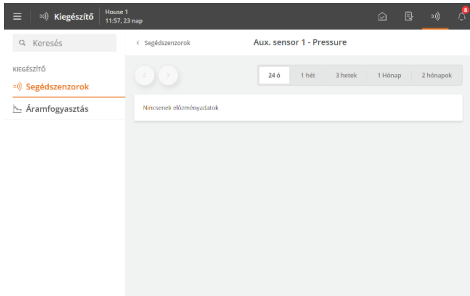 Kiegészítő
House 1
11:57, 23 nap
8
Keresés
KIEGÉSZÍTŐ
Segédszenzorok
Áramfogyasztás
< Segédszenzorok
Aux. sensor 1 - Pressure
24 ó 1 hét 3 hetek 1 Hónap 2 hónapok
Nincsenek előzményadatok